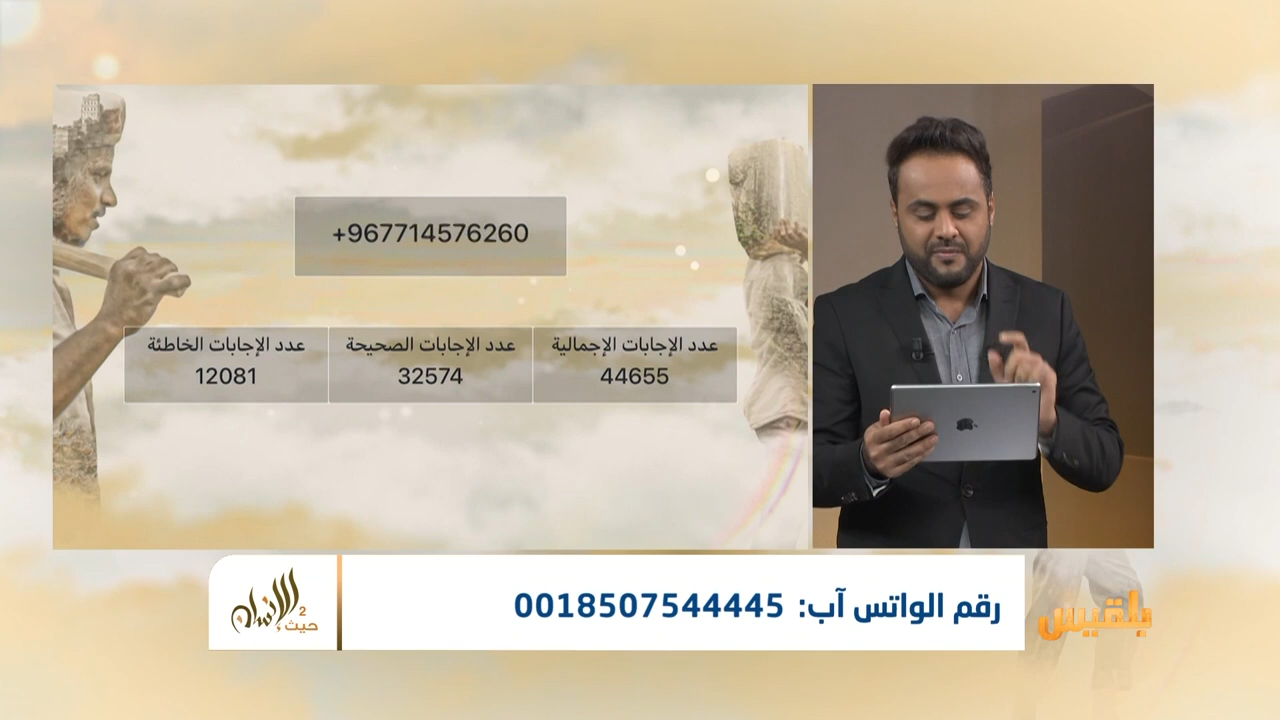 +967714576260
عدد الإجابات الإجمالية
44655
عدد الإجابات الصحيحة
32574
عدد الإجابات الخاطئة
12081
رقم الواتس آب: 0018507544445
حيث الإنسان 2
بلقيس